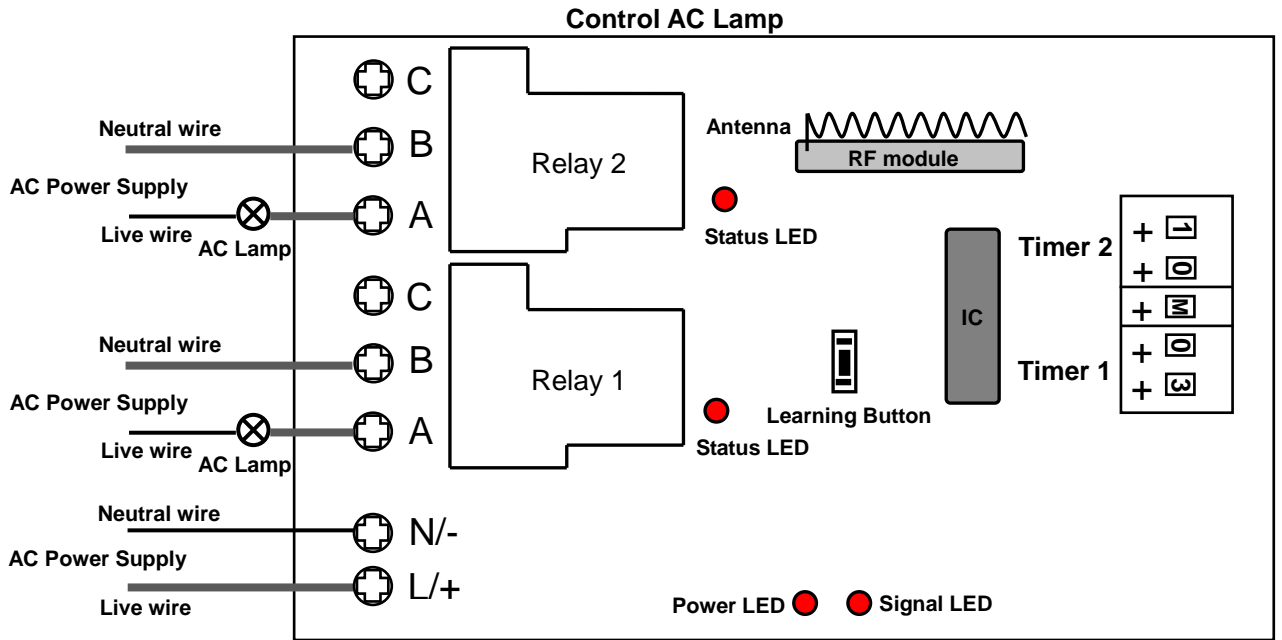 Control AC Lamp
C
Neutral wire
B
AC Power Supply
A
Live wire
AC Lamp
Relay 2
Antenna
RF module
Status LED
Timer 2
+ 1
+ 0
+ M
+ 0
+ 3
Timer 1
IC
C
Neutral wire
B
AC Power Supply
A
Live wire
AC Lamp
Relay 1
Learning Button
Status LED
Neutral wire
N/-
AC Power Supply
L/+
Live wire
Power LED
Signal LED